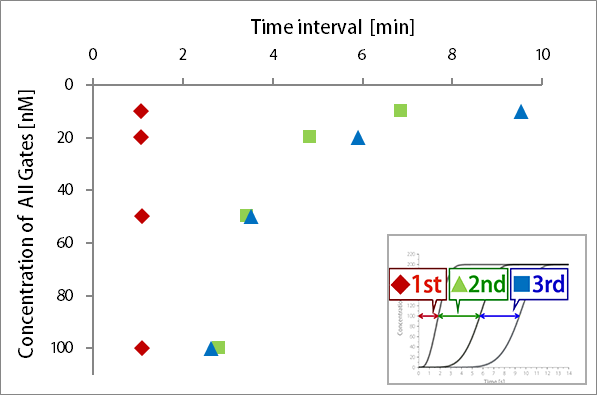 Time interval [min]
0 2 4 6 8 10
Concentration of All Gates [nM]
0
20
40
60
80
100
1st 2nd 3rd
Time [s]